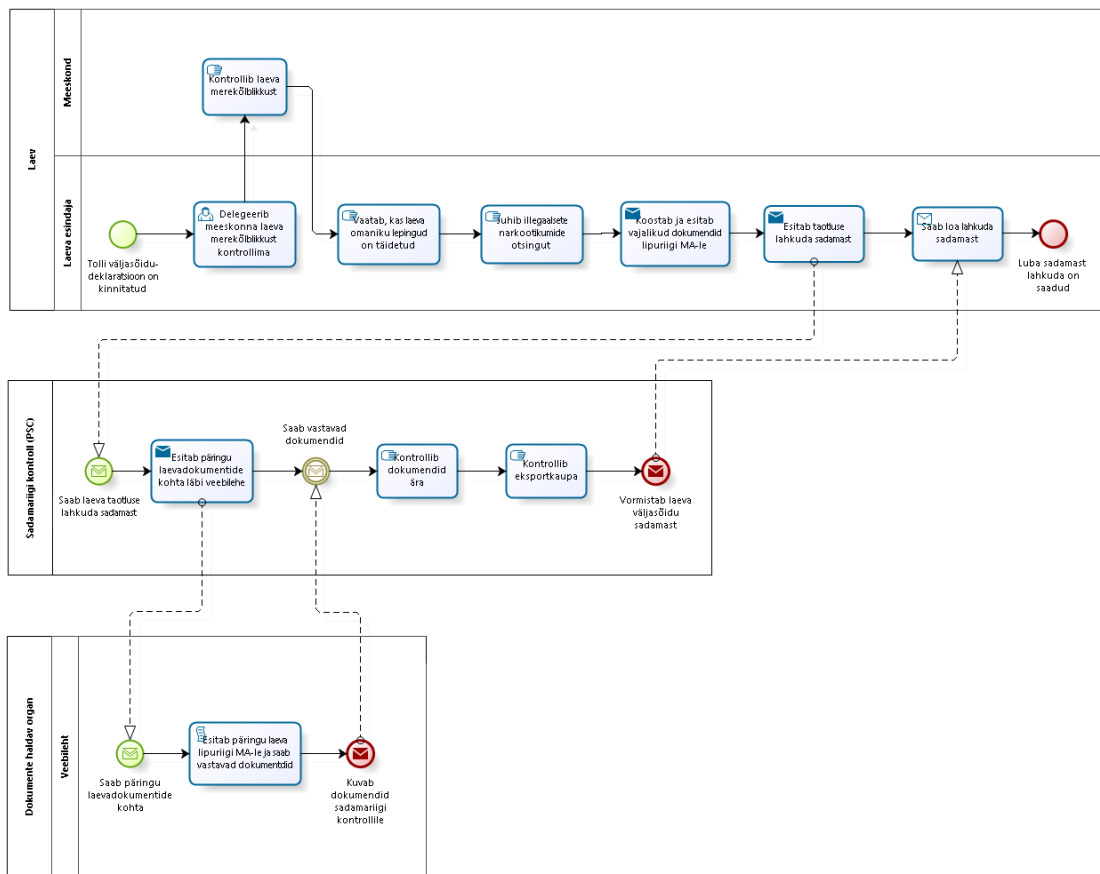 Laev
Meeskond
Kontrollib laeva
merekõlblikkust
Laeva esindaja
Tolli väljasõidu-
deklaratsioon on
kinnitatud
Delegeerib
meeskonna laeva
merekõlblikkust
kontrollima
Vaatab, kas laeva
omaniku lepingud
on täidetud
Juhib illegaalsete
narkootikumide
otsingut
Koostab ja esitab
vajalikud dokumendid
lipuriigi MA-le
Esitab taotluse
lahkuda sadamast
Saab loa lahkuda
sadamast
Luba sadamast
lahkuda on
saadud
Sadamariigi kontroll (PSC)
Saab laeva taotluse
lahkuda sadamast
Esitab päringu
laevadokumentide
kohta läbi veebilehe
Saab vastavad
dokumendid
Kontrollib
dokumendid
ära
Kontrollib
eksportkaupa
Vormistab laeva
väljasõidu
sadamast
Dokumente haldav organ
Veebileht
Saab päringu
laevadokumentide
kohta
Esitab päringu laeva
lipuriigi MA-le ja saab
vastavad dokumentdid
Kuvab
dokumendid
sadamariigi
kontrollile